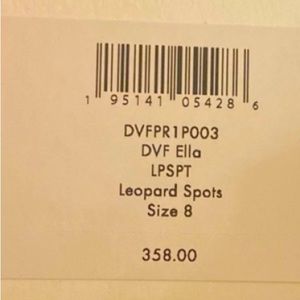 1 95141 05428 6
DVFPR1P003
DVF Ella
LPSPT
Leopard Spots
Size 8
358.00